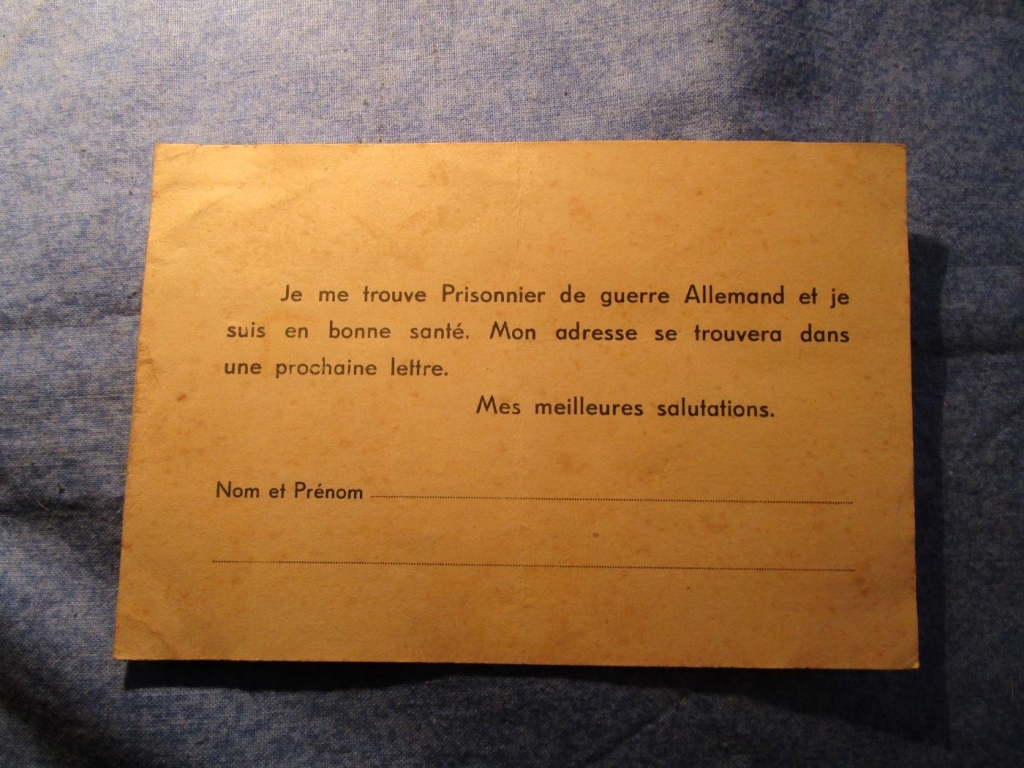 Je me trouve Prisonnier de guerre Allemand et je
suis en bonne santé. Mon adresse se trouvera dans
une prochaine lettre.
Mes meilleures salutations.
Nom et Prénom